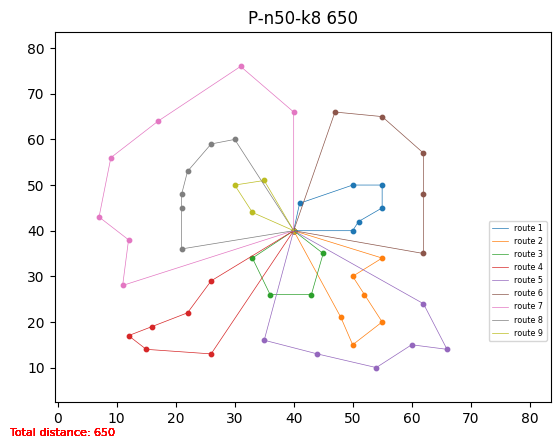 P-n50-k8 650
80
70
60
50
40
30
20
10
0 10 20 30 40 50 60 70 80
route 1
route 2
route 3
route 4
route 5
route 6
route 7
route 8
route 9
Total distance: 650